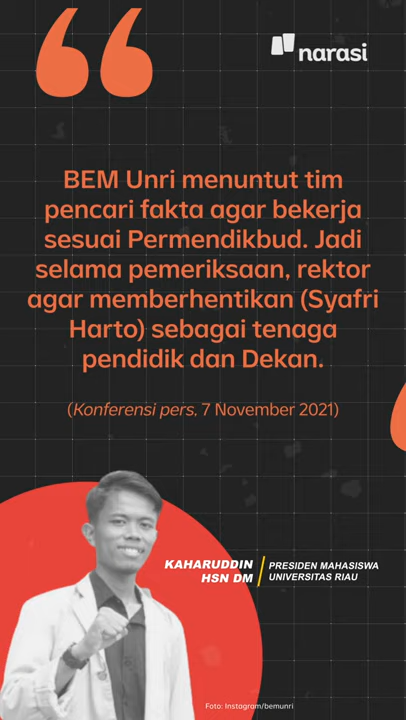 narasi
BEM Unri menuntut tim
pencari fakta agar bekerja
sesuai Permendikbud. Jadi
selama pemeriksaan, rektor
agar memberhentikan (Syafri
Harto) sebagai tenaga
pendidik dan Dekan.
(Konferensi pers, 7 November 2021)
KAHARUDDIN
HSN DM
PRESIDEN MAHASISWA
UNIVERSITAS RIAU
Foto: Instagram/bemunri